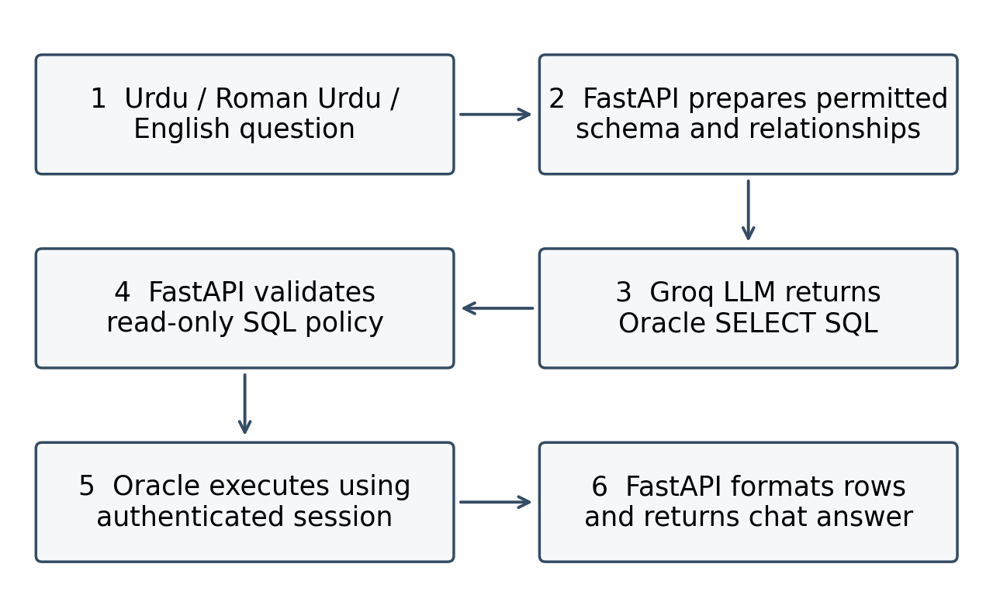 1  Urdu / Roman Urdu /
English question
2  FastAPI prepares permitted
schema and relationships
3  Groq LLM returns
Oracle SELECT SQL
4  FastAPI validates
read-only SQL policy
5  Oracle executes using
authenticated session
6  FastAPI formats rows
and returns chat answer